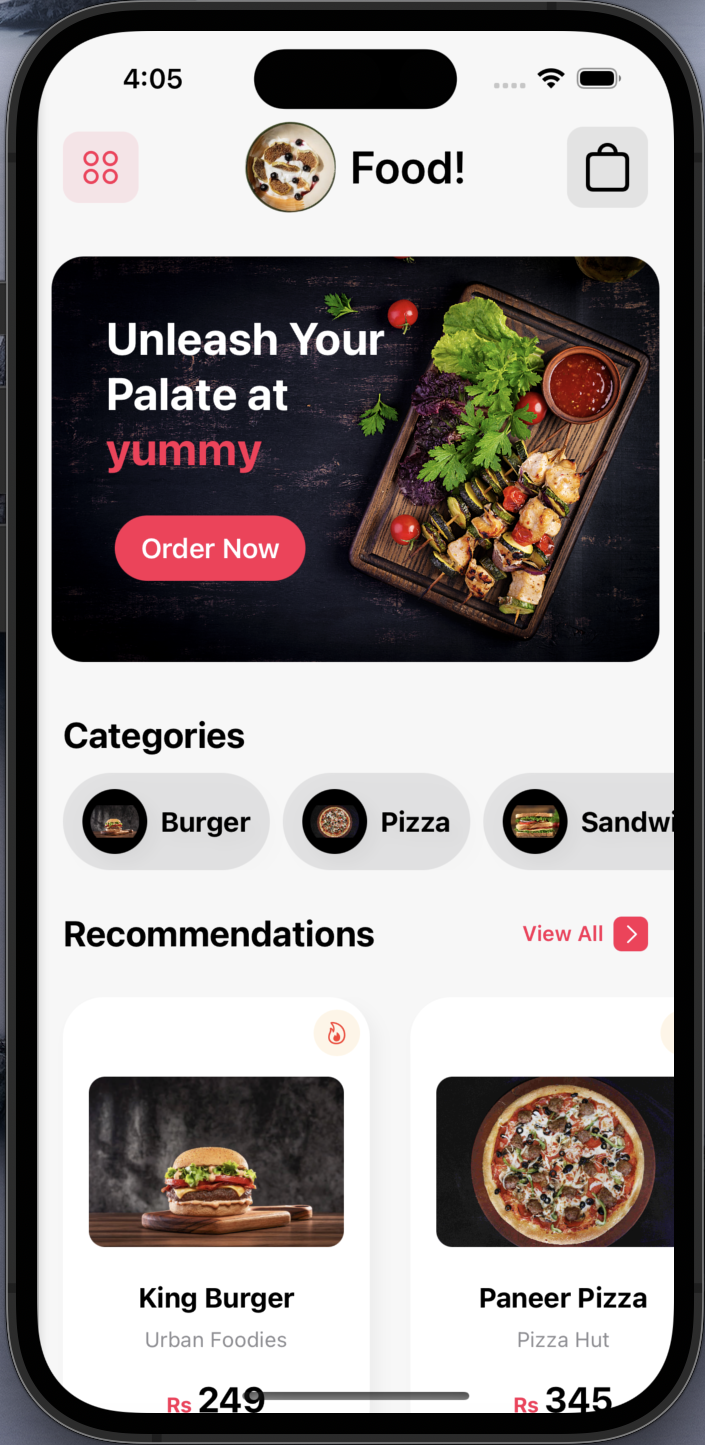 4:05
Food!
Unleash Your
Palate at
yummy
Order Now
Categories
Burger
Pizza
Sandwi
Recommendations
View All
King Burger
Urban Foodies
Rs 249
Paneer Pizza
Pizza Hut
Rs 345